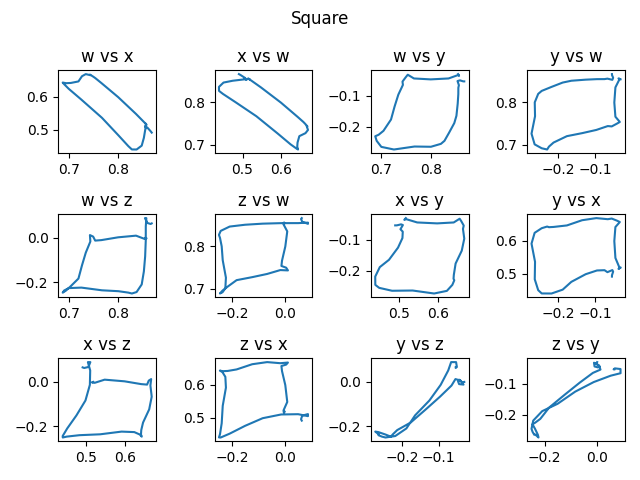 Square
w vs x
x vs w
w vs y
y vs w
0.6
0.5
0.7 0.8
0.8
0.7
0.5 0.6
−0.1
−0.2
0.7 0.8
0.8
0.7
−0.2 −0.1
w vs z
z vs w
x vs y
y vs x
0.0
−0.2
0.7 0.8
0.8
0.7
−0.2 0.0
−0.1
−0.2
0.5 0.6
0.6
0.5
−0.2 −0.1
x vs z
z vs x
y vs z
z vs y
0.0
−0.2
0.5 0.6
0.6
0.5
−0.2 0.0
0.0
−0.2
−0.2 −0.1
−0.1
−0.2
−0.2 0.0